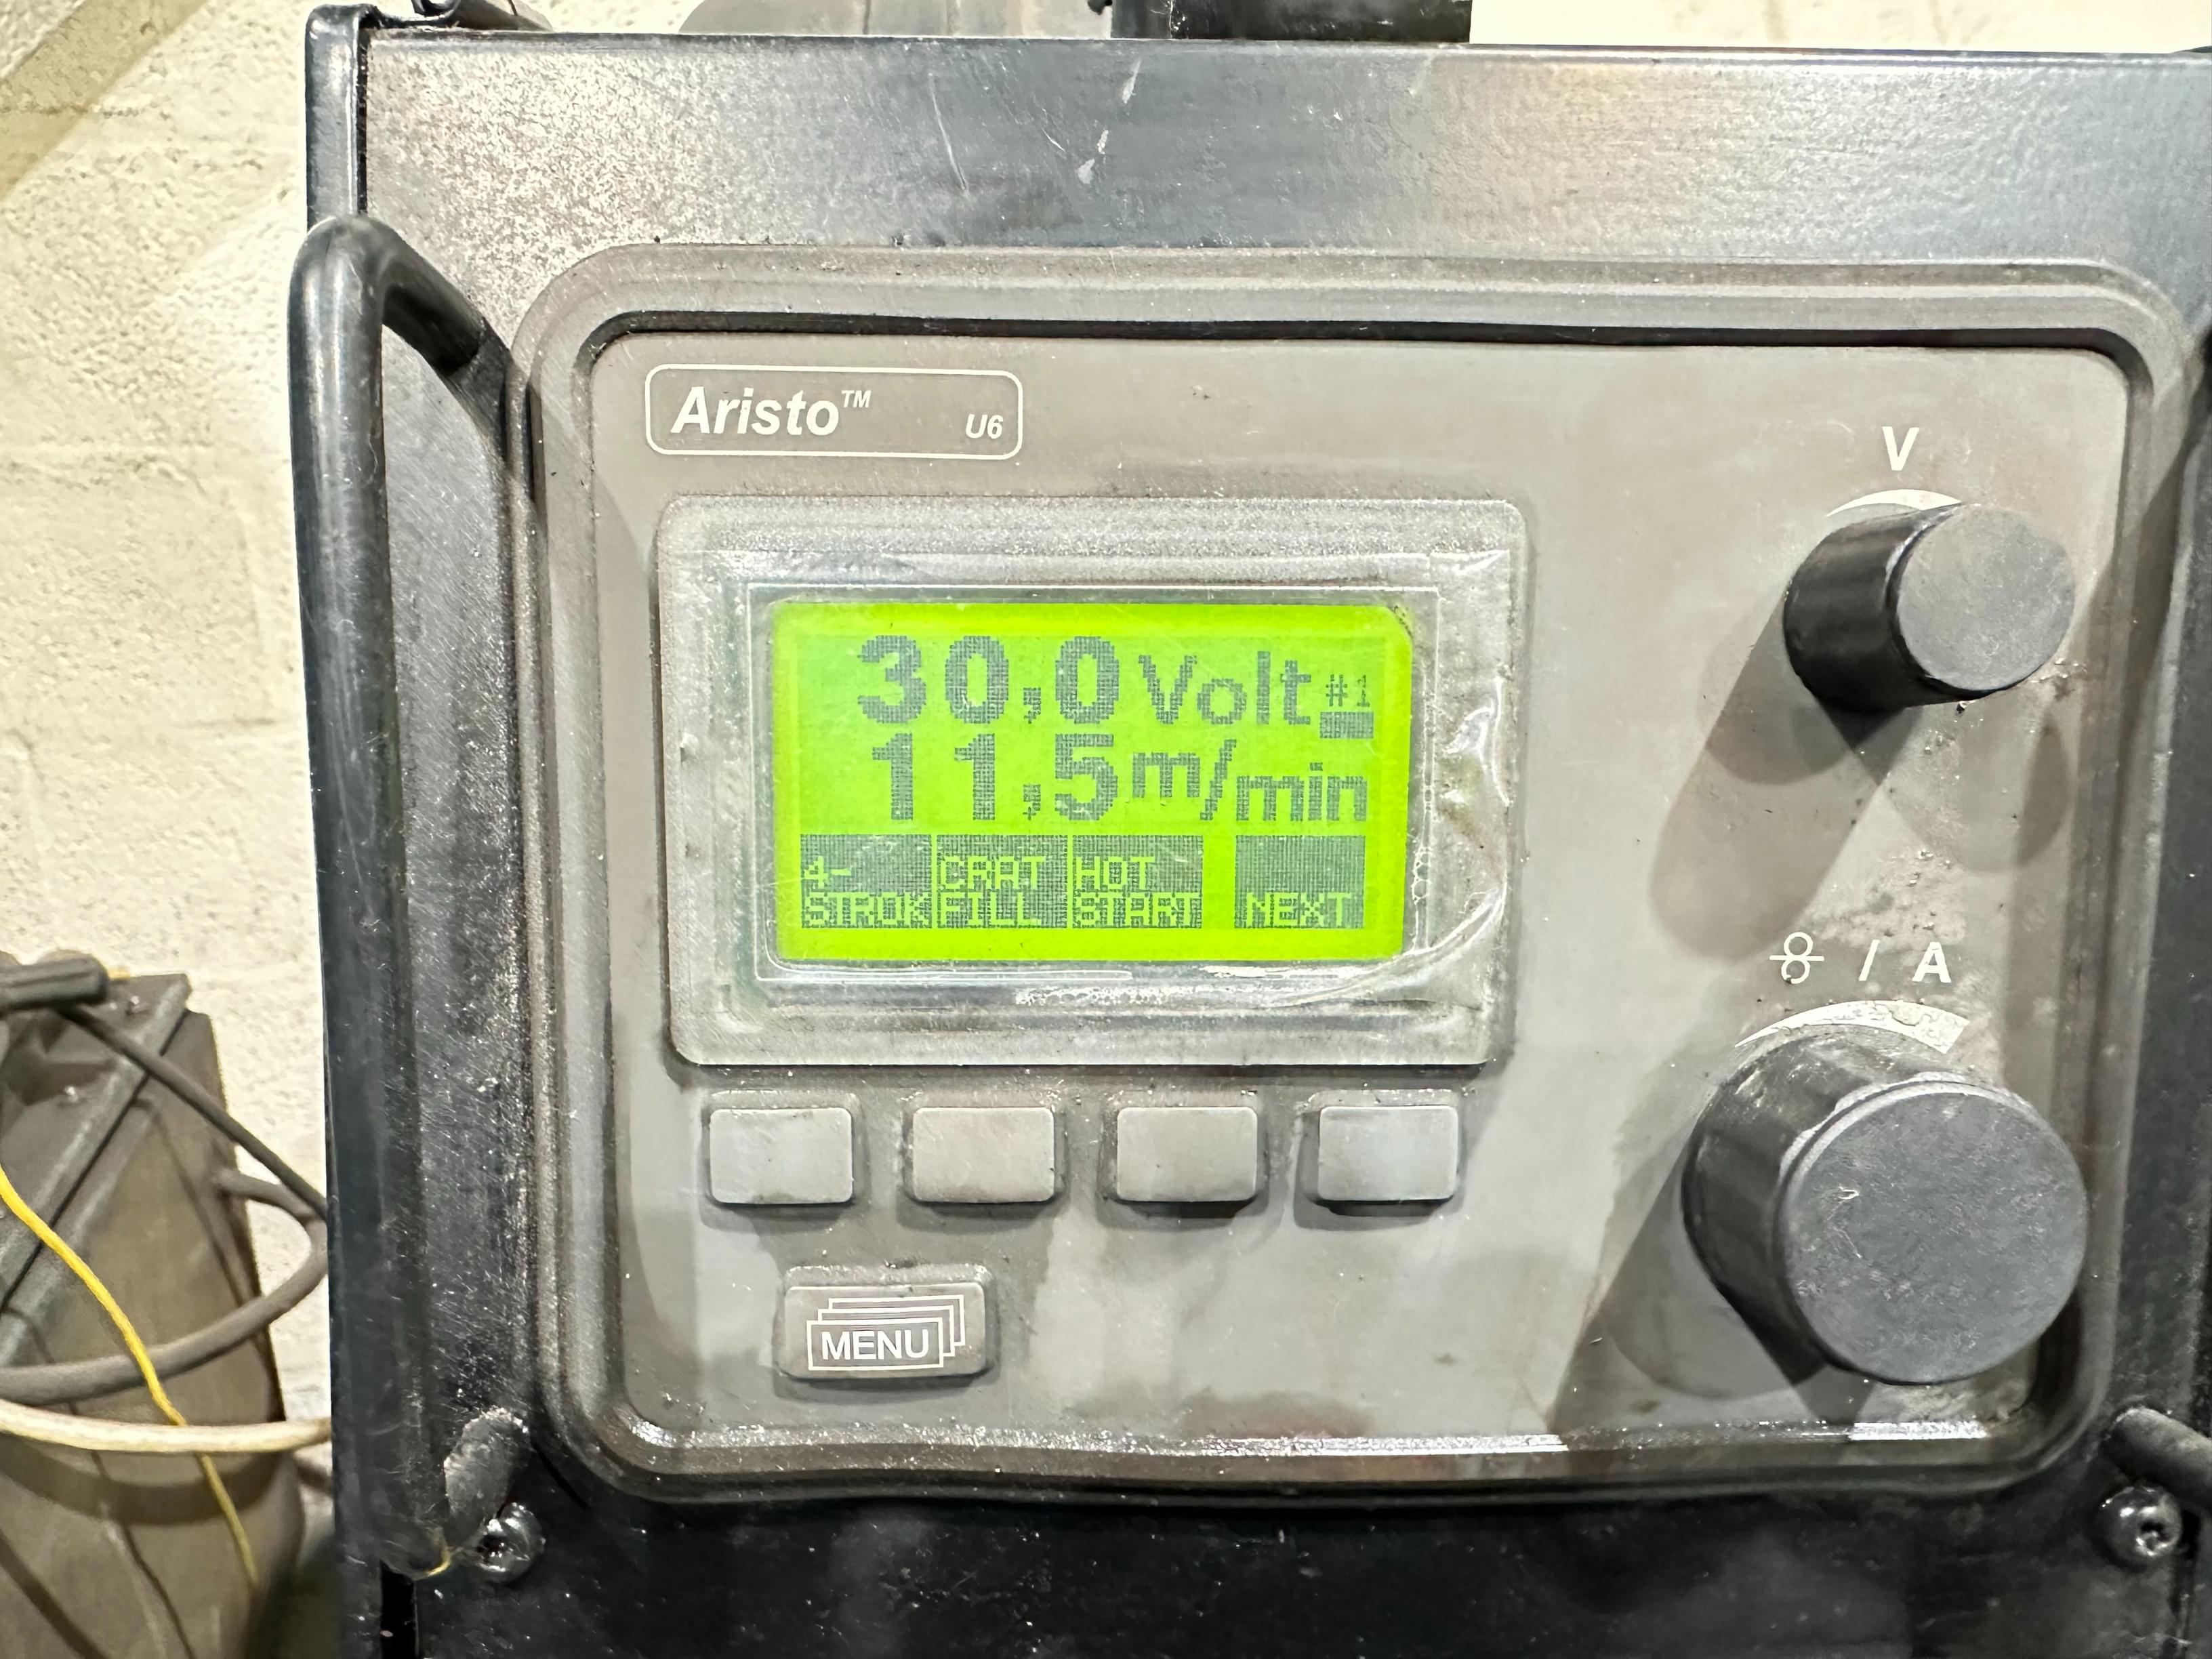 Aristo™ U6
V
30,0 Volt #1
11,5 m/min
4- CRAT HOT
STROK FILL START NEXT
/ A
MENU